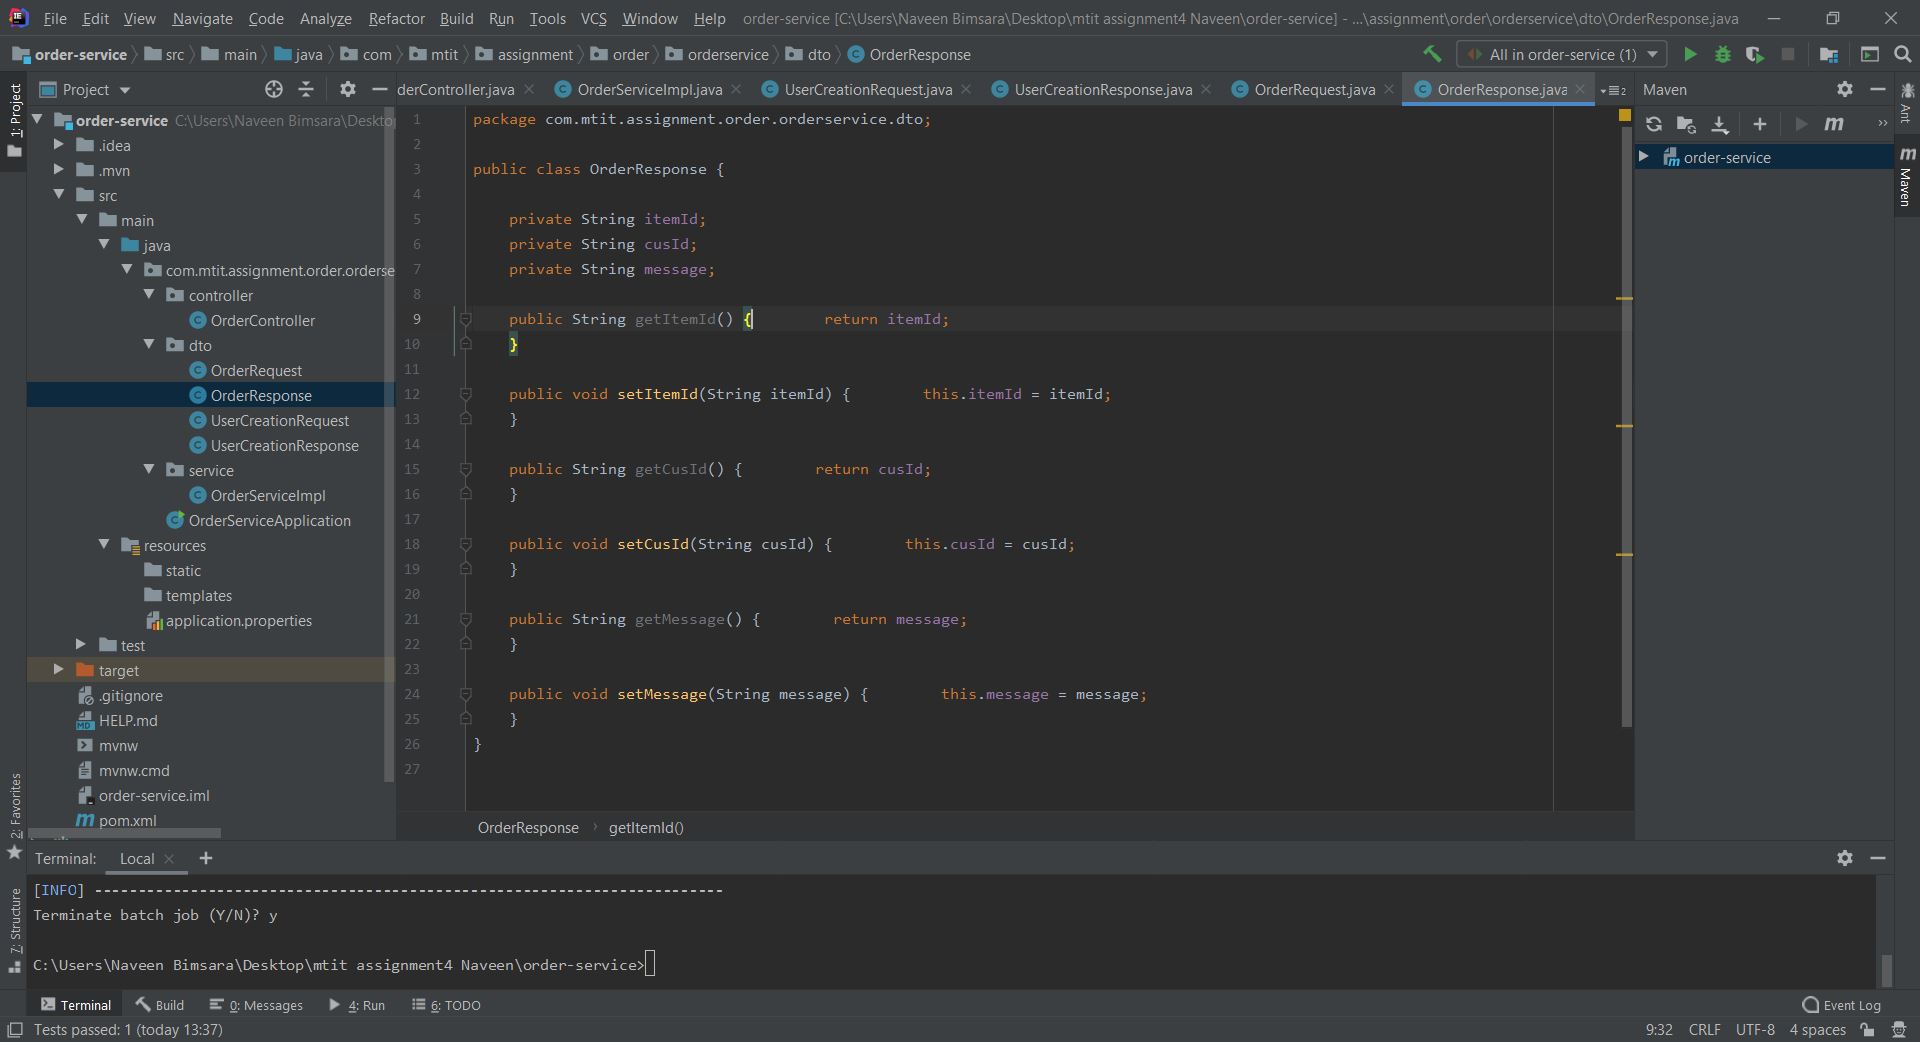 File Edit View Navigate Code Analyze Refactor Build Run Tools VCS Window Help order-service [C:\Users\Naveen Bimsara\Desktop\mtit assignment4 Naveen\order-service] - ...\assignment\order\orderservice\dto\OrderResponse.java
order-service src main java com mtit assignment order orderservice dto OrderResponse All in order-service (1)
Project derController.java OrderServiceImpl.java UserCreationRequest.java UserCreationResponse.java OrderRequest.java OrderResponse.java Maven
1: Project
order-service C:\Users\Naveen Bimsara\Deskto
.idea
.mvn
src
main
java
com.mtit.assignment.order.orderse
controller
OrderController
dto
OrderRequest
OrderResponse
UserCreationRequest
UserCreationResponse
service
OrderServiceImpl
OrderServiceApplication
resources
static
templates
application.properties
test
target
.gitignore
HELP.md
mvnw
mvnw.cmd
order-service.iml
pom.xml
1 package com.mtit.assignment.order.orderservice.dto;
2
3 public class OrderResponse {
4
5 private String itemId;
6 private String cusId;
7 private String message;
8
9 public String getItemId() { return itemId;
10 }
11
12 public void setItemId(String itemId) { this.itemId = itemId;
13 }
14
15 public String getCusId() { return cusId;
16 }
17
18 public void setCusId(String cusId) { this.cusId = cusId;
19 }
20
21 public String getMessage() { return message;
22 }
23
24 public void setMessage(String message) { this.message = message;
25 }
26 }
27
OrderResponse getItemId()
order-service
Ant
Maven
2: Favorites
7: Structure
Terminal: Local
[INFO] ------------------------------------------------------------------------
Terminate batch job (Y/N)? y
C:\Users\Naveen Bimsara\Desktop\mtit assignment4 Naveen\order-service>
Terminal Build 0: Messages 4: Run 6: TODO Event Log
Tests passed: 1 (today 13:37) 9:32 CRLF UTF-8 4 spaces